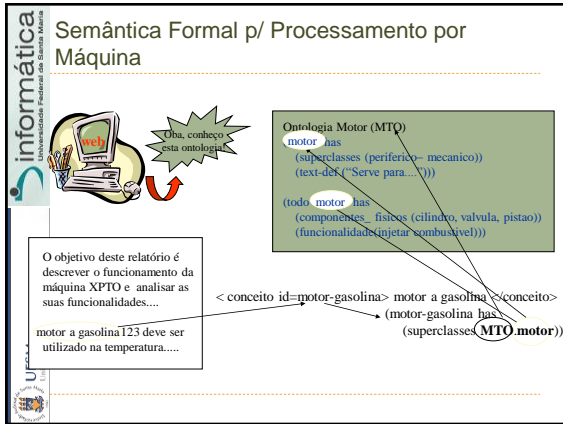 Semântica Formal p/ Processamento por
Máquina
informática
Universidade Federal de Santa Maria
web
Oba, conheço
esta ontologia!
Ontologia Motor (MTO)
motor has
(superclasses (periferico– mecanico))
(text-def (“Serve para....”)))
(todo motor has
(componentes_ fisicos (cilindro, valvula, pistao))
(funcionalidade(injetar combustivel)))
O objetivo deste relatório é
descrever o funcionamento da
máquina XPTO e analisar as
suas funcionalidades....
motor a gasolina123 deve ser
utilizado na temperatura.....
< conceito id=motor-gasolina> motor a gasolina </conceito>
(motor-gasolina has
(superclasses(MTO.motor))